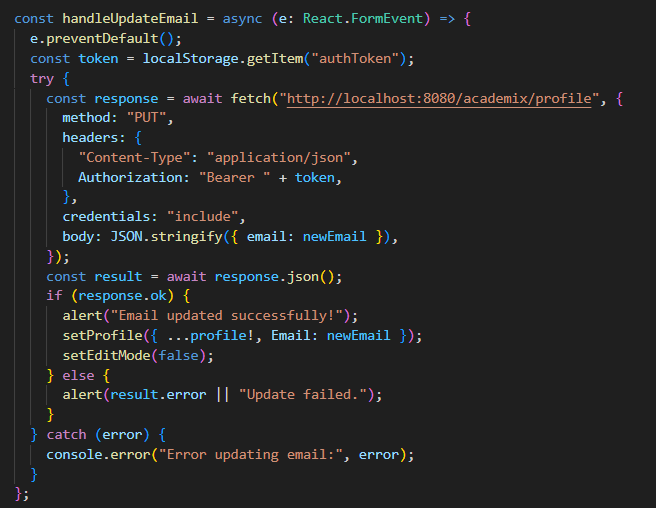 const handleUpdateEmail = async (e: React.FormEvent) => {
  e.preventDefault();
  const token = localStorage.getItem("authToken");
  try {
    const response = await fetch("http://localhost:8080/academix/profile", {
      method: "PUT",
      headers: {
        "Content-Type": "application/json",
        Authorization: "Bearer " + token,
      },
      credentials: "include",
      body: JSON.stringify({ email: newEmail }),
    });
    const result = await response.json();
    if (response.ok) {
      alert("Email updated successfully!");
      setProfile({ ...profile!, Email: newEmail });
      setEditMode(false);
    } else {
      alert(result.error || "Update failed.");
    }
  } catch (error) {
    console.error("Error updating email:", error);
  }
};